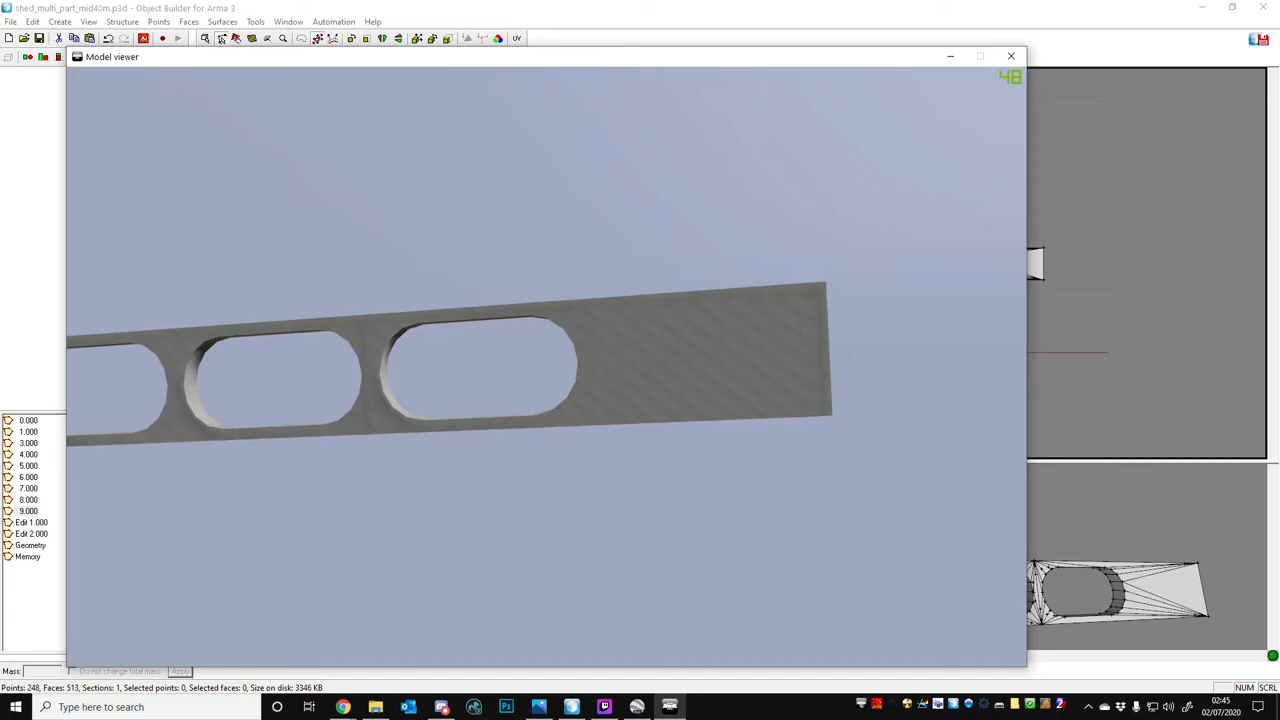 shed_multi_part_mid40m.p3d - Object Builder for Arma 3
File Edit Create View Structure Points Faces Surfaces Tools Window Automation Help
UV
Model viewer
48
0.000
1.000
3.000
4.000
5.000
6.000
7.000
8.000
9.000
Edit 1.000
Edit 2.000
Geometry
Memory
Mass: Do not change total mass Apply
Points: 248, Faces: 513, Sections: 1, Selected points: 0, Selected faces: 0, Size on disk: 3346 KB
NUM SCRL
Type here to search
Ps
02:45
02/07/2020